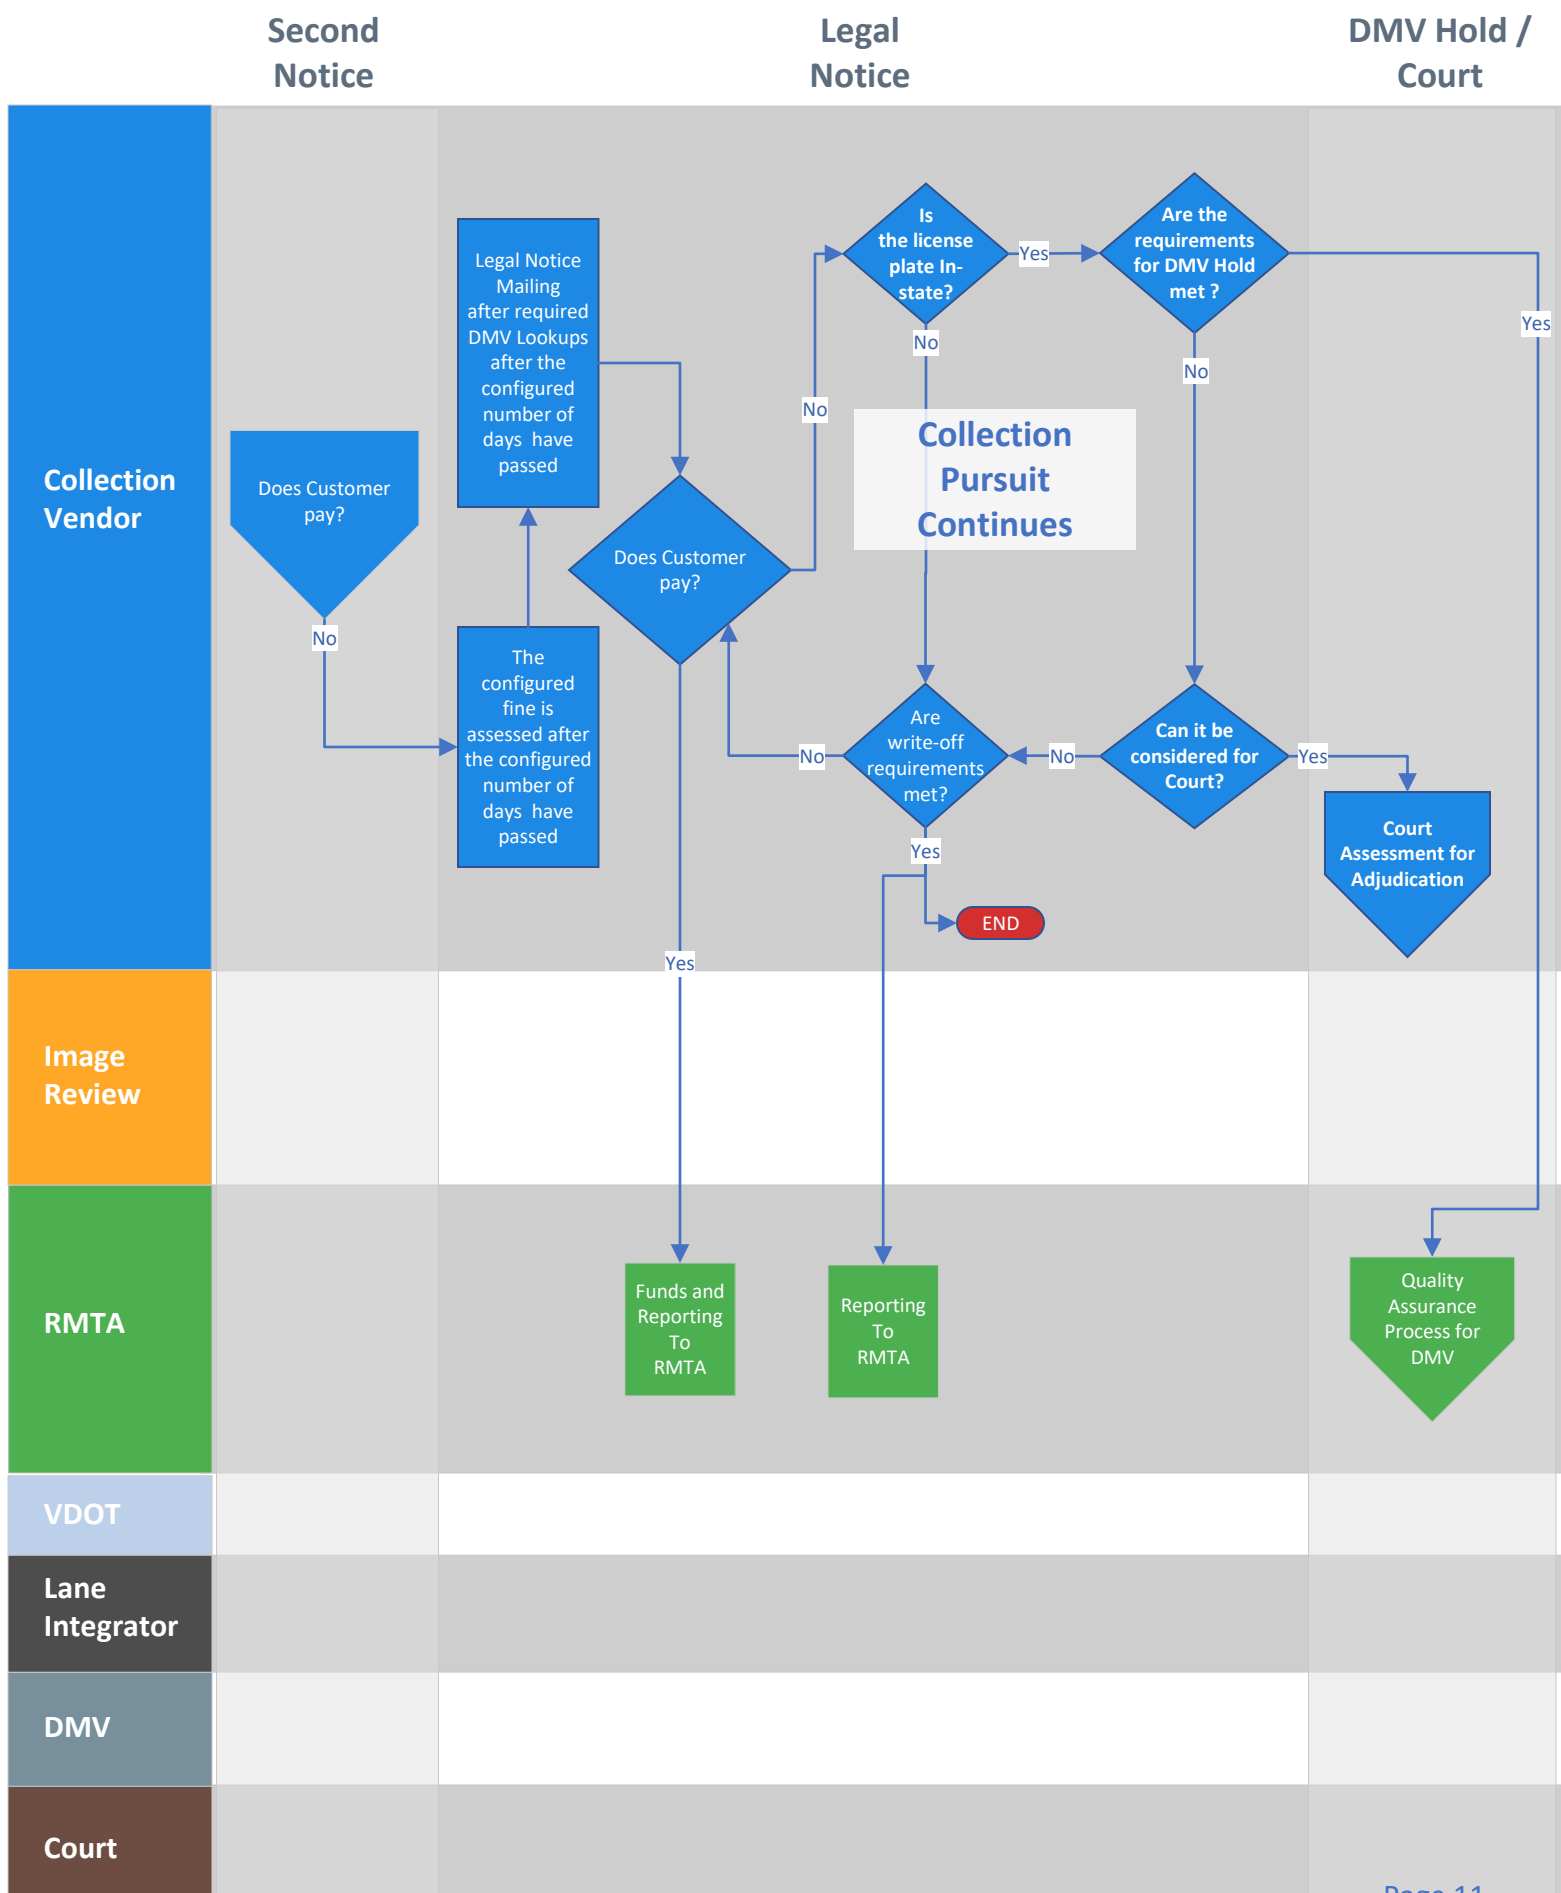 Second
Notice
Legal
Notice
DMV Hold /
Court
Collection
Vendor
Does Customer
pay?
No
Legal Notice
Mailing
after required
DMV Lookups
after the
configured
number of
days have
passed
The
configured
fine is
assessed after
the configured
number of
days have
passed
Does Customer
pay?
No
Yes
Is
the license
plate In-
state?
Yes
No
Collection
Pursuit
Continues
Are the
requirements
for DMV Hold
met ?
Yes
No
Are
write-off
requirements
met?
No
Yes
END
Can it be
considered for
Court?
No
Yes
Court
Assessment for
Adjudication
Image
Review
RMTA
Funds and
Reporting
To
RMTA
Reporting
To
RMTA
Quality
Assurance
Process for
DMV
VDOT
Lane
Integrator
DMV
Court
Page 11